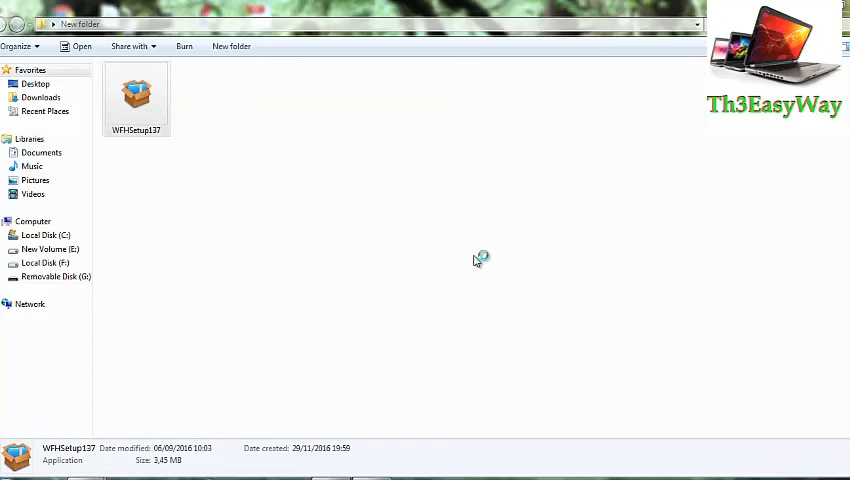 New folder
Organize
Open
Share with
Burn
New folder
Th3EasyWay
Favorites
Desktop
Downloads
Recent Places
Libraries
Documents
Music
Pictures
Videos
Computer
Local Disk (C:)
New Volume (E:)
Local Disk (F:)
Removable Disk (G:)
Network
WFHSetup137
WFHSetup137 Date modified: 06/09/2016 10:03 Date created: 29/11/2016 19:59
Application Size: 3,45 MB